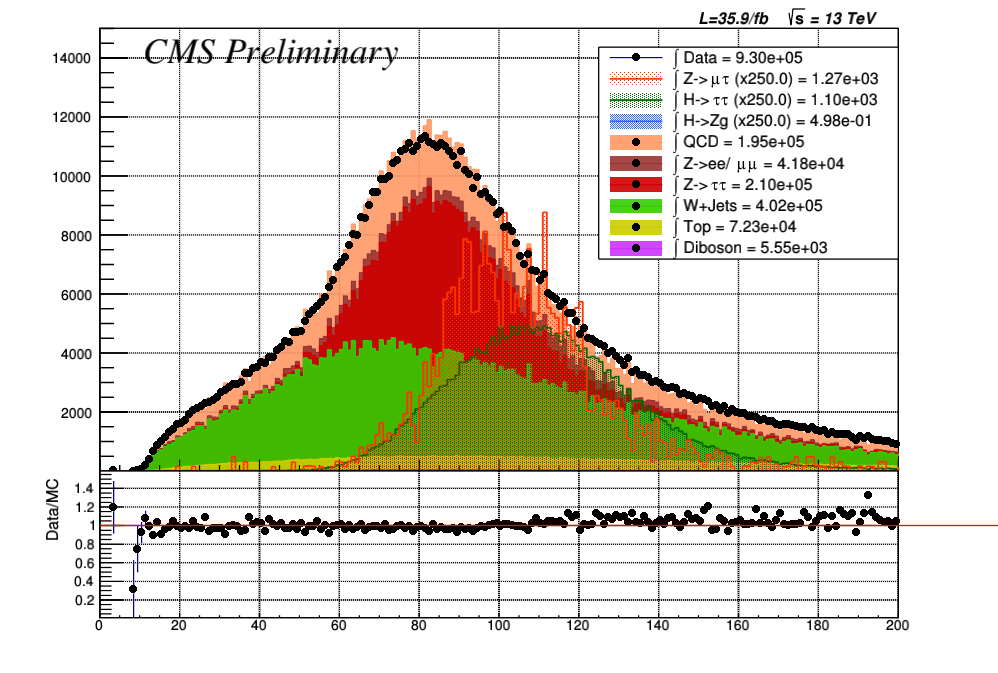 L=35.9/fb √s = 13 TeV
CMS Preliminary
∫ Data = 9.30e+05
∫ Z->μτ (x250.0) = 1.27e+03
∫ H->ττ (x250.0) = 1.10e+03
∫ H->Zg (x250.0) = 4.98e-01
∫ QCD = 1.95e+05
∫ Z->ee/ μμ = 4.18e+04
∫ Z->ττ = 2.10e+05
∫ W+Jets = 4.02e+05
∫ Top = 7.23e+04
∫ Diboson = 5.55e+03
14000
12000
10000
8000
6000
4000
2000
Data/MC
1.4
1.2
1
0.8
0.6
0.4
0.2
0 20 40 60 80 100 120 140 160 180 200